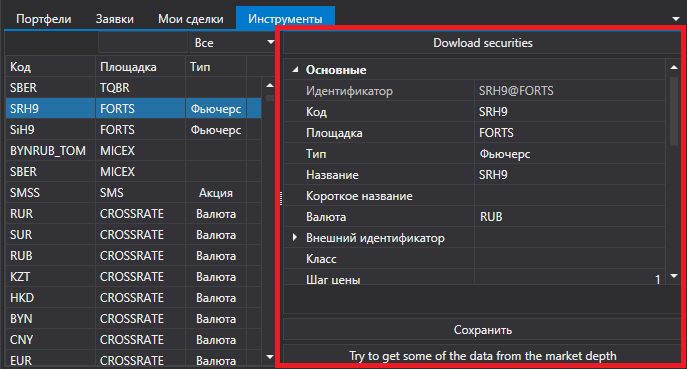 Портфели Заявки Мои сделки Инструменты
Все
Код Площадка Тип
SBER TQBR
SRH9 FORTS Фьючерс
SiH9 FORTS Фьючерс
BYNRUB_TOM MICEX
SBER MICEX
SMSS SMS Акция
RUR CROSSRATE Валюта
SUR CROSSRATE Валюта
RUB CROSSRATE Валюта
KZT CROSSRATE Валюта
HKD CROSSRATE Валюта
BYN CROSSRATE Валюта
CNY CROSSRATE Валюта
EUR CROSSRATE Валюта
Dowload securities
Основные
Идентификатор SRH9@FORTS
Код SRH9
Площадка FORTS
Тип Фьючерс
Название SRH9
Короткое название
Валюта RUB
Внешний идентификатор
Класс
Шаг цены 1
Сохранить
Try to get some of the data from the market depth